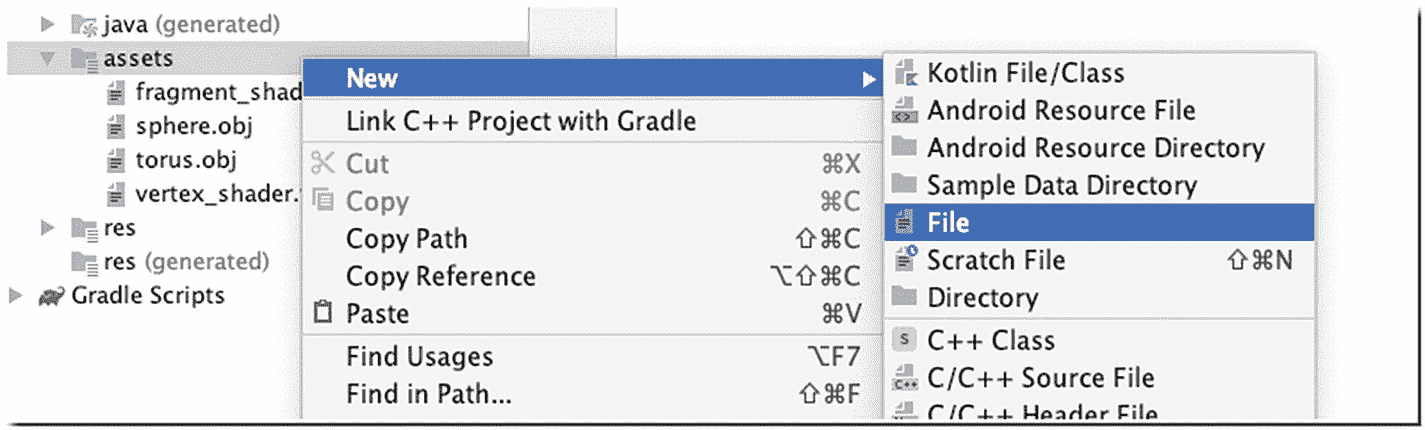 java (generated)
assets
fragment_shad
sphere.obj
torus.obj
vertex_shader.
res
res (generated)
Gradle Scripts
New
Link C++ Project with Gradle
Cut ⌘X
Copy ⌘C
Copy Path ⇧⌘C
Copy Reference ⌥⇧⌘C
Paste ⌘V
Find Usages ⌥F7
Find in Path... ⇧⌘F
Kotlin File/Class
Android Resource File
Android Resource Directory
Sample Data Directory
File
Scratch File ⇧⌘N
Directory
S C++ Class
C++ C/C++ Source File
C/C++ Header File